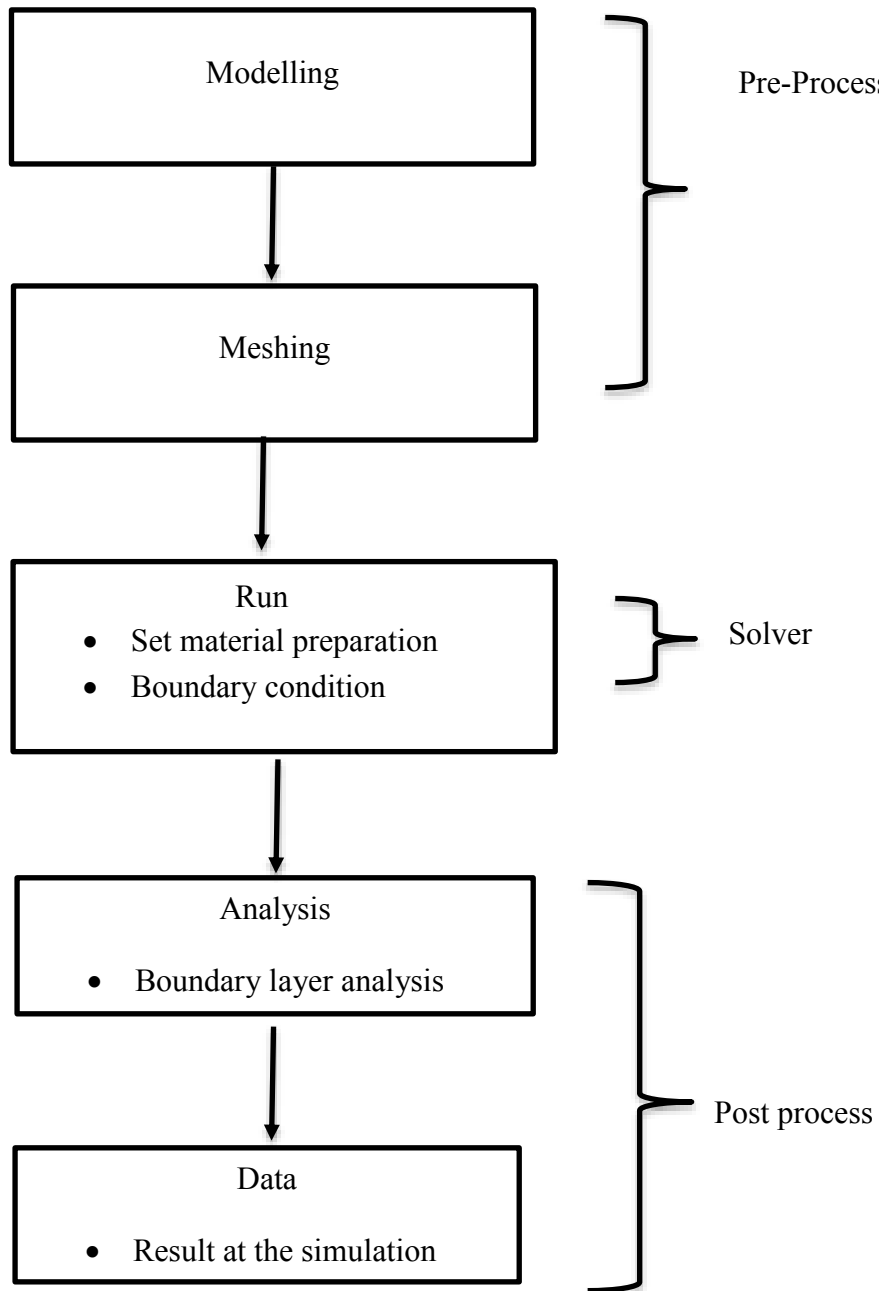 Modelling
Pre-Process
Meshing
Run
• Set material preparation
• Boundary condition
Solver
Analysis
• Boundary layer analysis
Post process
Data
• Result at the simulation